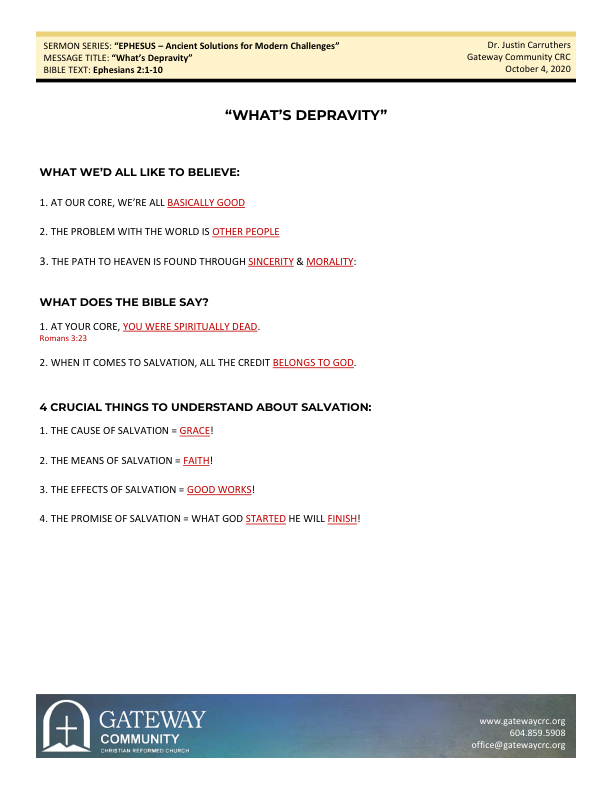 SERMON SERIES: “EPHESUS – Ancient Solutions for Modern Challenges”
MESSAGE TITLE: “What’s Depravity”
BIBLE TEXT: Ephesians 2:1-10
Dr. Justin Carruthers
Gateway Community CRC
October 4, 2020
“WHAT’S DEPRAVITY”
WHAT WE’D ALL LIKE TO BELIEVE:
1. AT OUR CORE, WE’RE ALL BASICALLY GOOD
2. THE PROBLEM WITH THE WORLD IS OTHER PEOPLE
3. THE PATH TO HEAVEN IS FOUND THROUGH SINCERITY & MORALITY:
WHAT DOES THE BIBLE SAY?
1. AT YOUR CORE, YOU WERE SPIRITUALLY DEAD.
Romans 3:23
2. WHEN IT COMES TO SALVATION, ALL THE CREDIT BELONGS TO GOD.
4 CRUCIAL THINGS TO UNDERSTAND ABOUT SALVATION:
1. THE CAUSE OF SALVATION = GRACE!
2. THE MEANS OF SALVATION = FAITH!
3. THE EFFECTS OF SALVATION = GOOD WORKS!
4. THE PROMISE OF SALVATION = WHAT GOD STARTED HE WILL FINISH!
GATEWAY
COMMUNITY
CHRISTIAN REFORMED CHURCH
www.gatewaycrc.org
604.859.5908
office@gatewaycrc.org